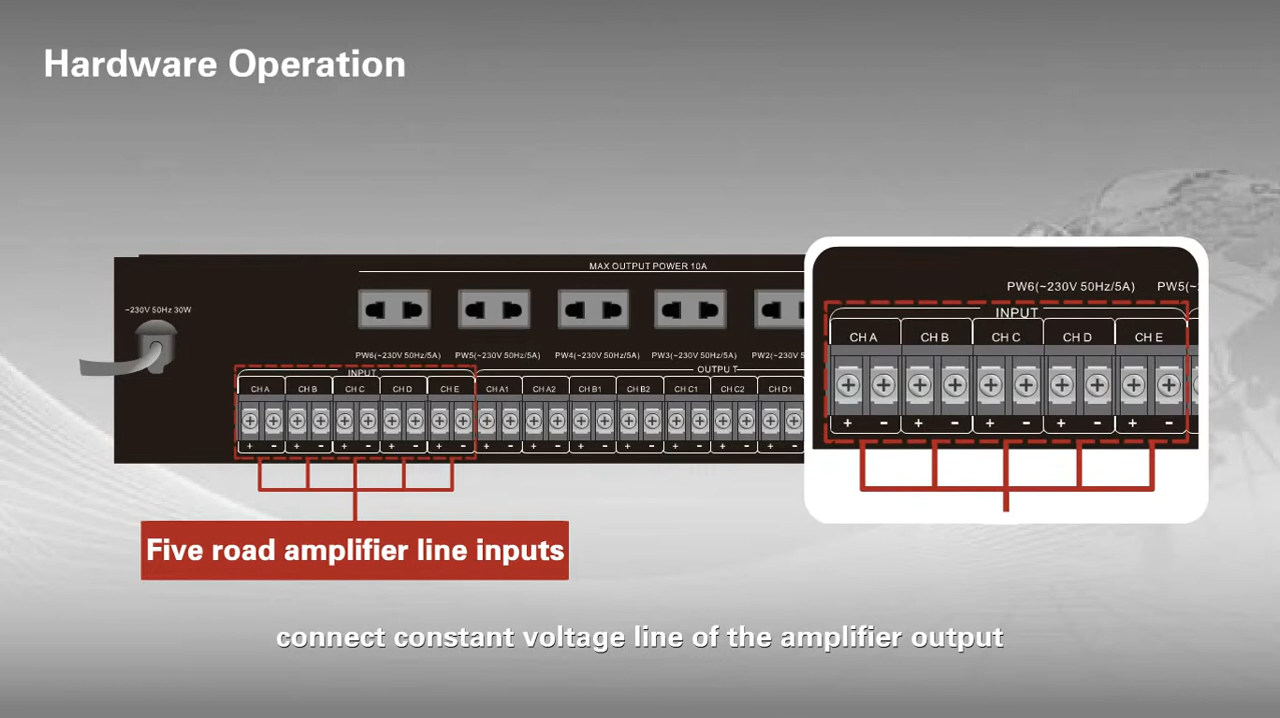 Hardware Operation
MAX OUTPUT POWER 10A
~230V 50Hz 30W
PW6(~230V 50Hz/5A) PW5(~230V 50Hz/5A) PW4(~230V 50Hz/5A) PW3(~230V 50Hz/5A) PW2(~230V 5
INPUT OUTPUT
CH A CH B CH C CH D CH E CH A1 CH A2 CH B1 CH B2 CH C1 CH C2 CH D1
+ - + - + - + - + - + - + - + - + - + - + - + -
PW6(~230V 50Hz/5A) PW5(~
INPUT
CH A CH B CH C CH D CH E
+ - + - + - + - + -
Five road amplifier line inputs
connect constant voltage line of the amplifier output